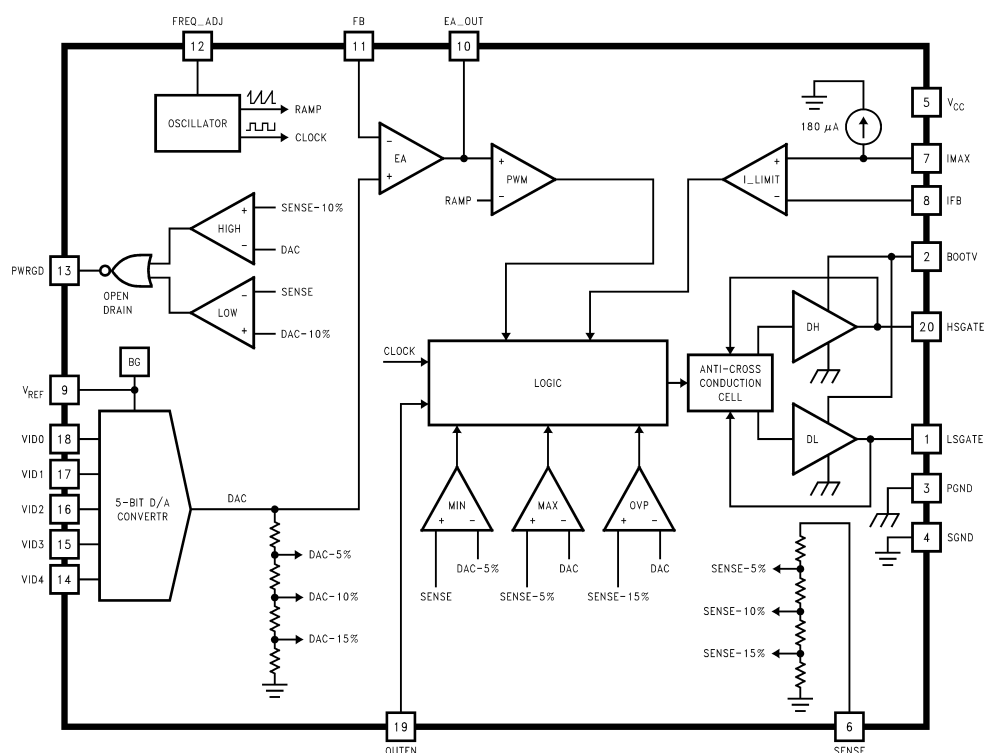 FREQ_ADJ
FB
EA_OUT
12
11
10
OSCILLATOR
RAMP
CLOCK
180 μA
5
VCC
- EA +
+ PWM
RAMP -
+ I_LIMIT -
7
IMAX
8
IFB
+ HIGH -
SENSE-10%
DAC
PWRGD
13
OPEN
DRAIN
- LOW +
SENSE
DAC-10%
2
BOOTV
DH
20
HSGATE
CLOCK
LOGIC
ANTI-CROSS
CONDUCTION
CELL
BG
VREF
9
DL
1
LSGATE
VID0
18
VID1
17
VID2
16
VID3
15
VID4
14
5-BIT D/A
CONVERTR
DAC
DAC-5%
DAC-10%
DAC-15%
MIN
+ -
SENSE
DAC-5%
MAX
+ -
SENSE-5%
DAC
OVP
+ -
SENSE-15%
DAC
3
PGND
4
SGND
SENSE-5%
SENSE-10%
SENSE-15%
19
OUTEN
6
SENSE